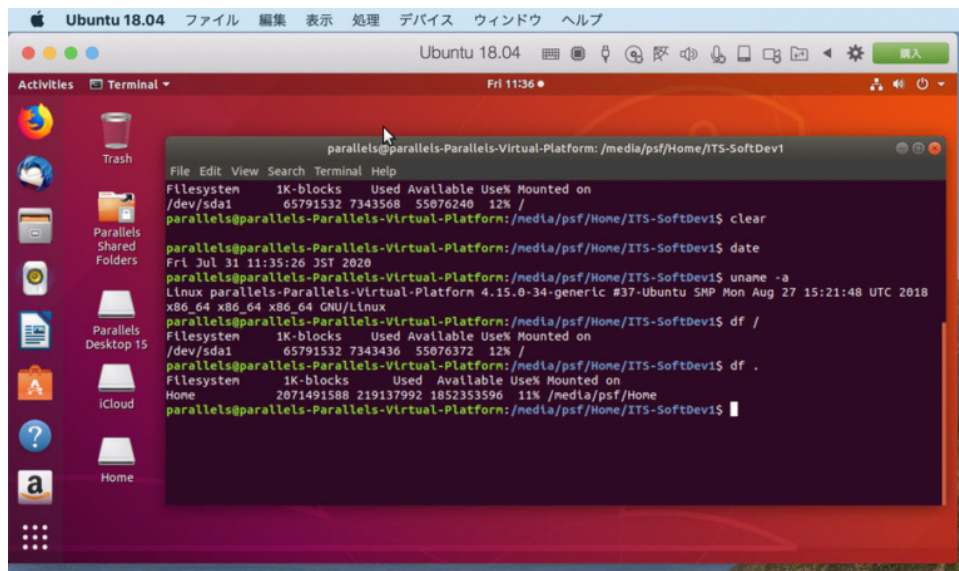 Ubuntu 18.04 ファイル 編集 表示 処理 デバイス ウィンドウ ヘルプ
Ubuntu 18.04 購入
Activities Terminal Fri 11:36
Trash
Parallels
Shared
Folders
Parallels
Desktop 15
iCloud
Home
parallels@parallels-Parallels-Virtual-Platform: /media/psf/Home/ITS-SoftDev1
File Edit View Search Terminal Help
Filesystem 1K-blocks Used Available Use% Mounted on
/dev/sda1 65791532 7343568 55076240 12% /
parallels@parallels-Parallels-Virtual-Platform:/media/psf/Home/ITS-SoftDev1$ clear
parallels@parallels-Parallels-Virtual-Platform:/media/psf/Home/ITS-SoftDev1$ date
Fri Jul 31 11:35:26 JST 2020
parallels@parallels-Parallels-Virtual-Platform:/media/psf/Home/ITS-SoftDev1$ uname -a
Linux parallels-Parallels-Virtual-Platform 4.15.0-34-generic #37-Ubuntu SMP Mon Aug 27 15:21:48 UTC 2018
x86_64 x86_64 x86_64 GNU/Linux
parallels@parallels-Parallels-Virtual-Platform:/media/psf/Home/ITS-SoftDev1$ df /
Filesystem 1K-blocks Used Available Use% Mounted on
/dev/sda1 65791532 7343436 55076372 12% /
parallels@parallels-Parallels-Virtual-Platform:/media/psf/Home/ITS-SoftDev1$ df .
Filesystem 1K-blocks Used Available Use% Mounted on
Home 2071491588 219137992 1852353596 11% /media/psf/Home
parallels@parallels-Parallels-Virtual-Platform:/media/psf/Home/ITS-SoftDev1$